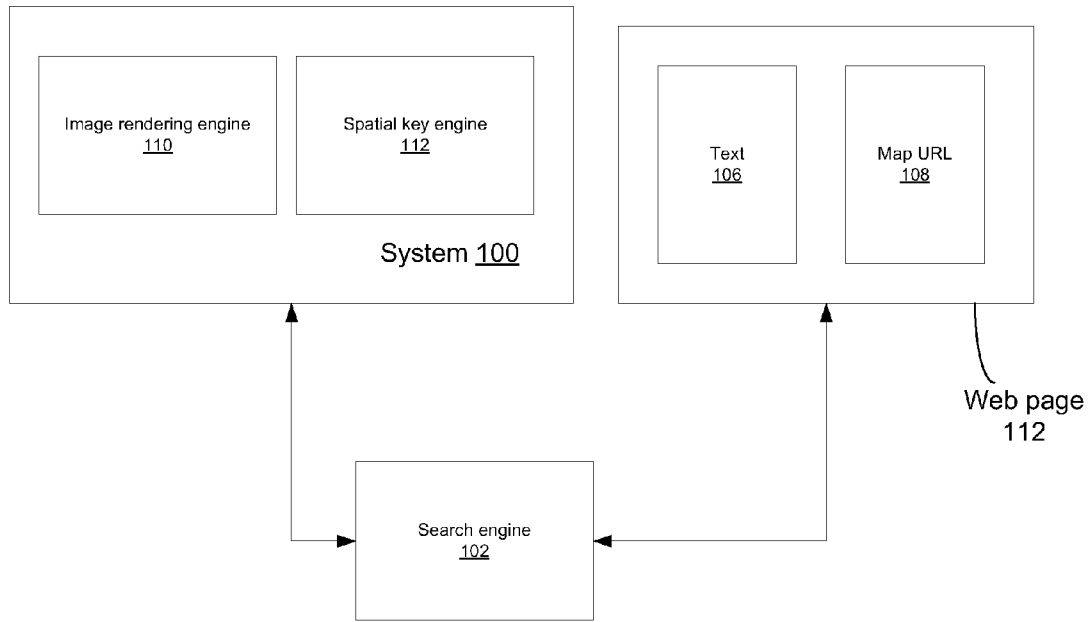 Image rendering engine
110
Spatial key engine
112
System 100
Text
106
Map URL
108
Web page
112
Search engine
102